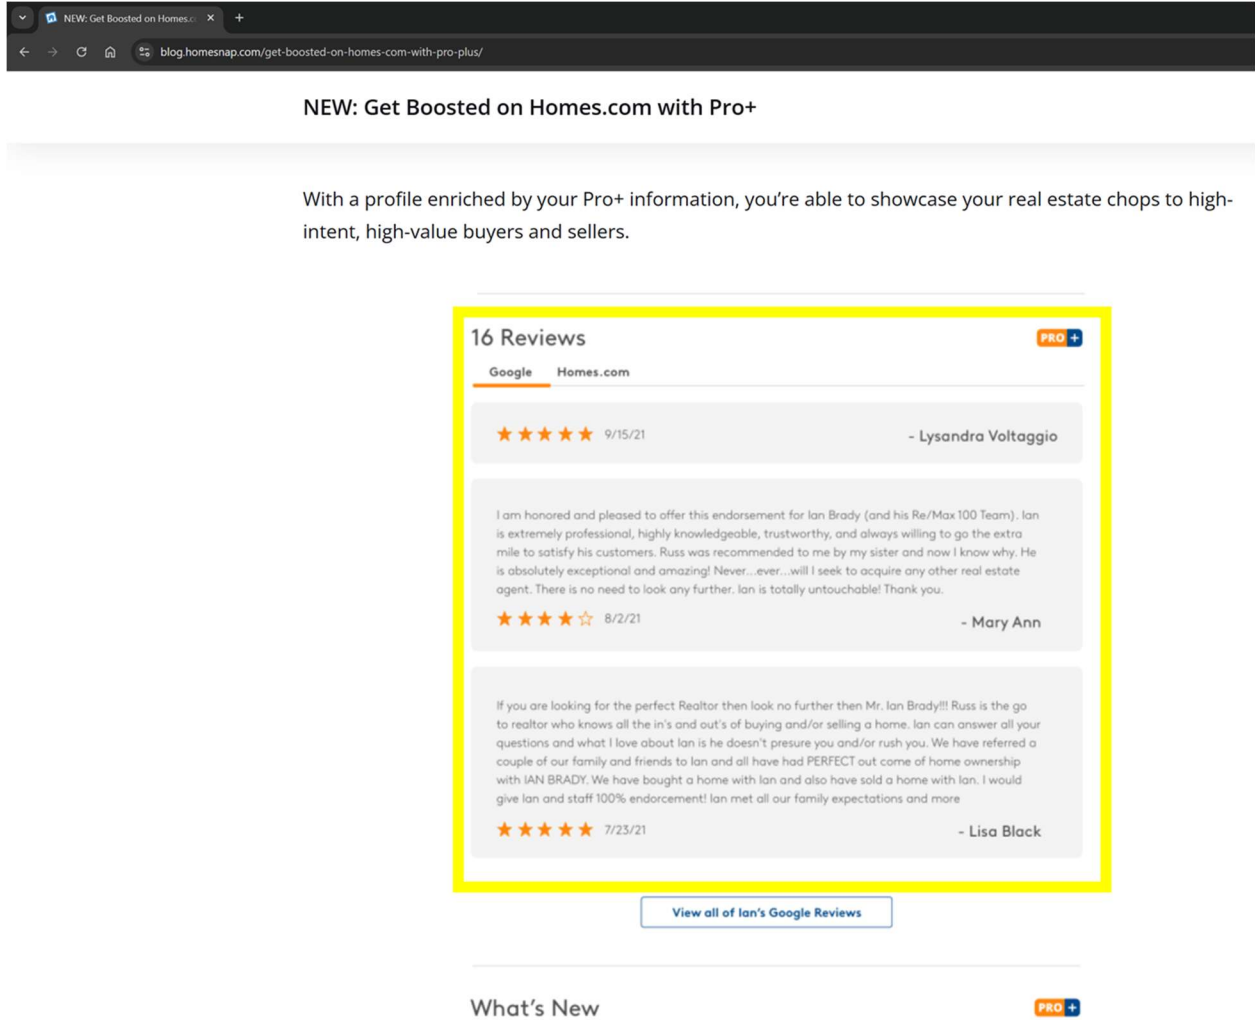 NEW: Get Boosted on Homes.c
blog.homesnap.com/get-boosted-on-homes-com-with-pro-plus/
NEW: Get Boosted on Homes.com with Pro+
With a profile enriched by your Pro+ information, you’re able to showcase your real estate chops to high-
intent, high-value buyers and sellers.
16 Reviews
PRO +
Google Homes.com
9/15/21 - Lysandra Voltaggio
I am honored and pleased to offer this endorsement for Ian Brady (and his Re/Max 100 Team). Ian
is extremely professional, highly knowledgeable, trustworthy, and always willing to go the extra
mile to satisfy his customers. Russ was recommended to me by my sister and now I know why. He
is absolutely exceptional and amazing! Never...ever...will I seek to acquire any other real estate
agent. There is no need to look any further. Ian is totally untouchable! Thank you.
8/2/21 - Mary Ann
If you are looking for the perfect Realtor then look no further then Mr. Ian Brady!!! Russ is the go
to realtor who knows all the in's and out's of buying and/or selling a home. Ian can answer all your
questions and what I love about Ian is he doesn't presure you and/or rush you. We have referred a
couple of our family and friends to Ian and all have had PERFECT out come of home ownership
with IAN BRADY. We have bought a home with Ian and also have sold a home with Ian. I would
give Ian and staff 100% endorcement! Ian met all our family expectations and more
7/23/21 - Lisa Black
View all of Ian's Google Reviews
What's New
PRO +